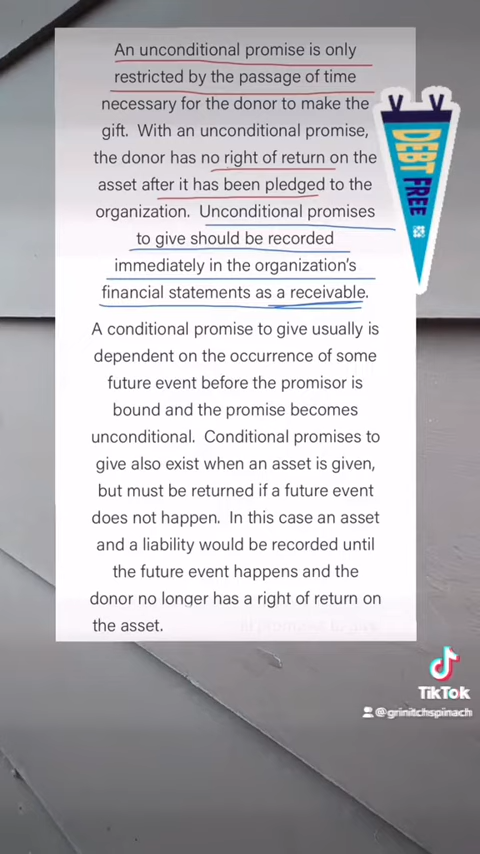 An unconditional promise is only
restricted by the passage of time
necessary for the donor to make the
gift. With an unconditional promise,
the donor has no right of return on the
asset after it has been pledged to the
organization. Unconditional promises
to give should be recorded
immediately in the organization's
financial statements as a receivable.
A conditional promise to give usually is
dependent on the occurrence of some
future event before the promisor is
bound and the promise becomes
unconditional. Conditional promises to
give also exist when an asset is given,
but must be returned if a future event
does not happen. In this case an asset
and a liability would be recorded until
the future event happens and the
donor no longer has a right of return on
the asset.
DEBT FREE
TikTok
@grinitchspinach